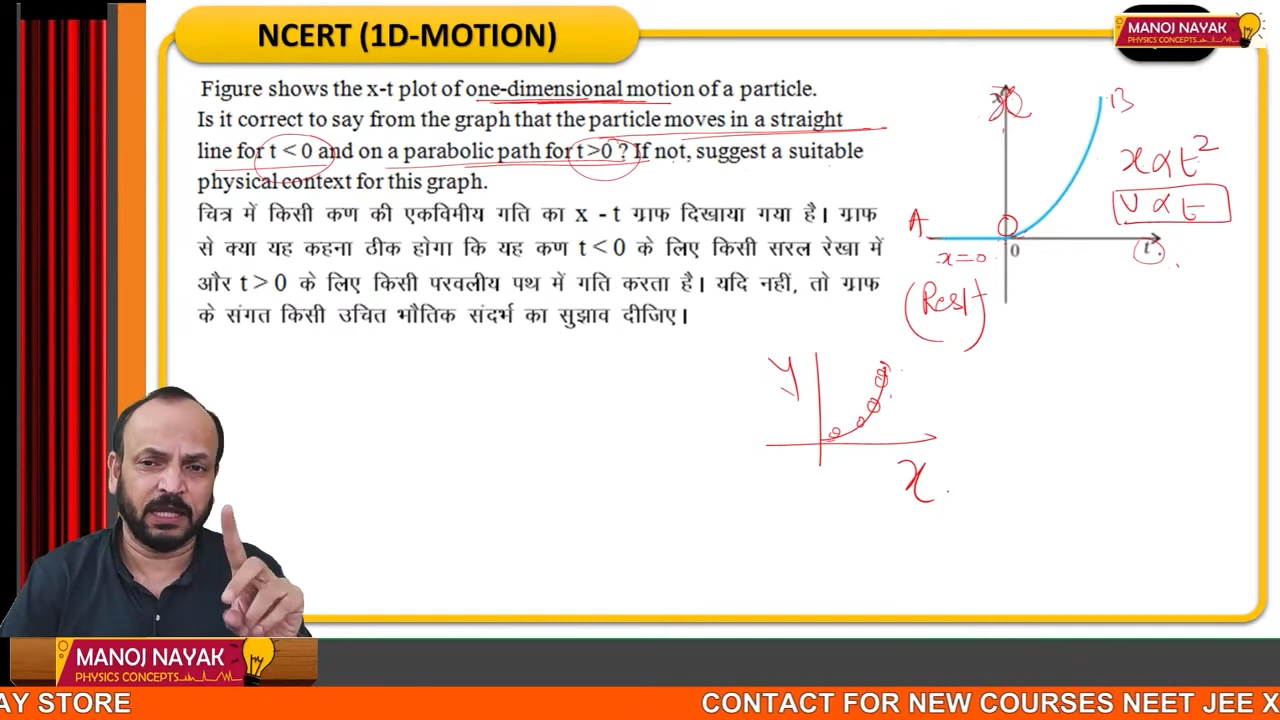 NCERT (1D-MOTION)
MANOJ NAYAK
PHYSICS CONCEPTS
Figure shows the x-t plot of one-dimensional motion of a particle.
Is it correct to say from the graph that the particle moves in a straight
line for t < 0 and on a parabolic path for t >0 ? If not, suggest a suitable
physical context for this graph.
चित्र में किसी कण की एकविमीय गति का x - t ग्राफ दिखाया गया है। ग्राफ
से क्या यह कहना ठीक होगा कि यह कण t < 0 के लिए किसी सरल रेखा में
और t > 0 के लिए किसी परवलीय पथ में गति करता है। यदि नहीं, तो ग्राफ
के संगत किसी उचित भौतिक संदर्भ का सुझाव दीजिए।
x
B
x ∝ t²
v ∝ t
A
O
x=0
0
t
(Rest)
y
x
MANOJ NAYAK
PHYSICS CONCEPTS
AY STORE
CONTACT FOR NEW COURSES NEET JEE X